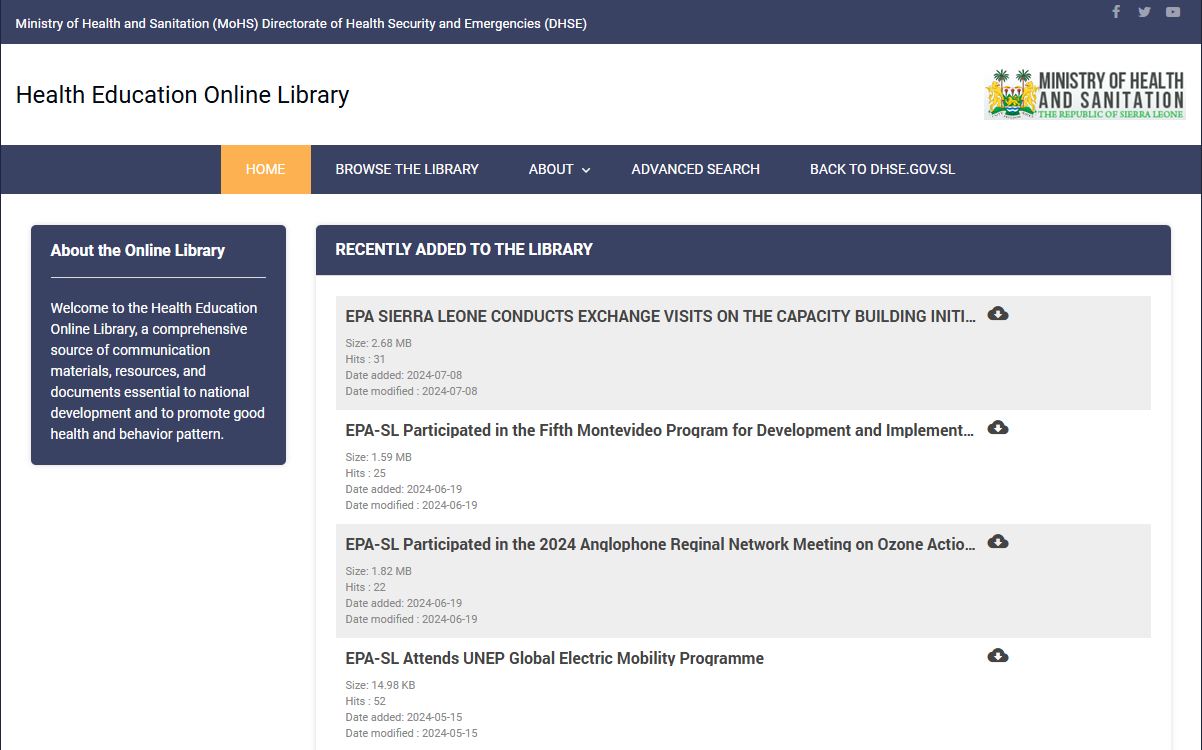 Ministry of Health and Sanitation (MoHS) Directorate of Health Security and Emergencies (DHSE)
Health Education Online Library
MINISTRY OF HEALTH
AND SANITATION
THE REPUBLIC OF SIERRA LEONE
HOME BROWSE THE LIBRARY ABOUT ADVANCED SEARCH BACK TO DHSE.GOV.SL
About the Online Library
Welcome to the Health Education
Online Library, a comprehensive
source of communication
materials, resources, and
documents essential to national
development and to promote good
health and behavior pattern.
RECENTLY ADDED TO THE LIBRARY
EPA SIERRA LEONE CONDUCTS EXCHANGE VISITS ON THE CAPACITY BUILDING INITI...
Size: 2.68 MB
Hits : 31
Date added: 2024-07-08
Date modified : 2024-07-08
EPA-SL Participated in the Fifth Montevideo Program for Development and Implement...
Size: 1.59 MB
Hits : 25
Date added: 2024-06-19
Date modified : 2024-06-19
EPA-SL Participated in the 2024 Anglophone Reginal Network Meeting on Ozone Actio...
Size: 1.82 MB
Hits : 22
Date added: 2024-06-19
Date modified : 2024-06-19
EPA-SL Attends UNEP Global Electric Mobility Programme
Size: 14.98 KB
Hits : 52
Date added: 2024-05-15
Date modified : 2024-05-15